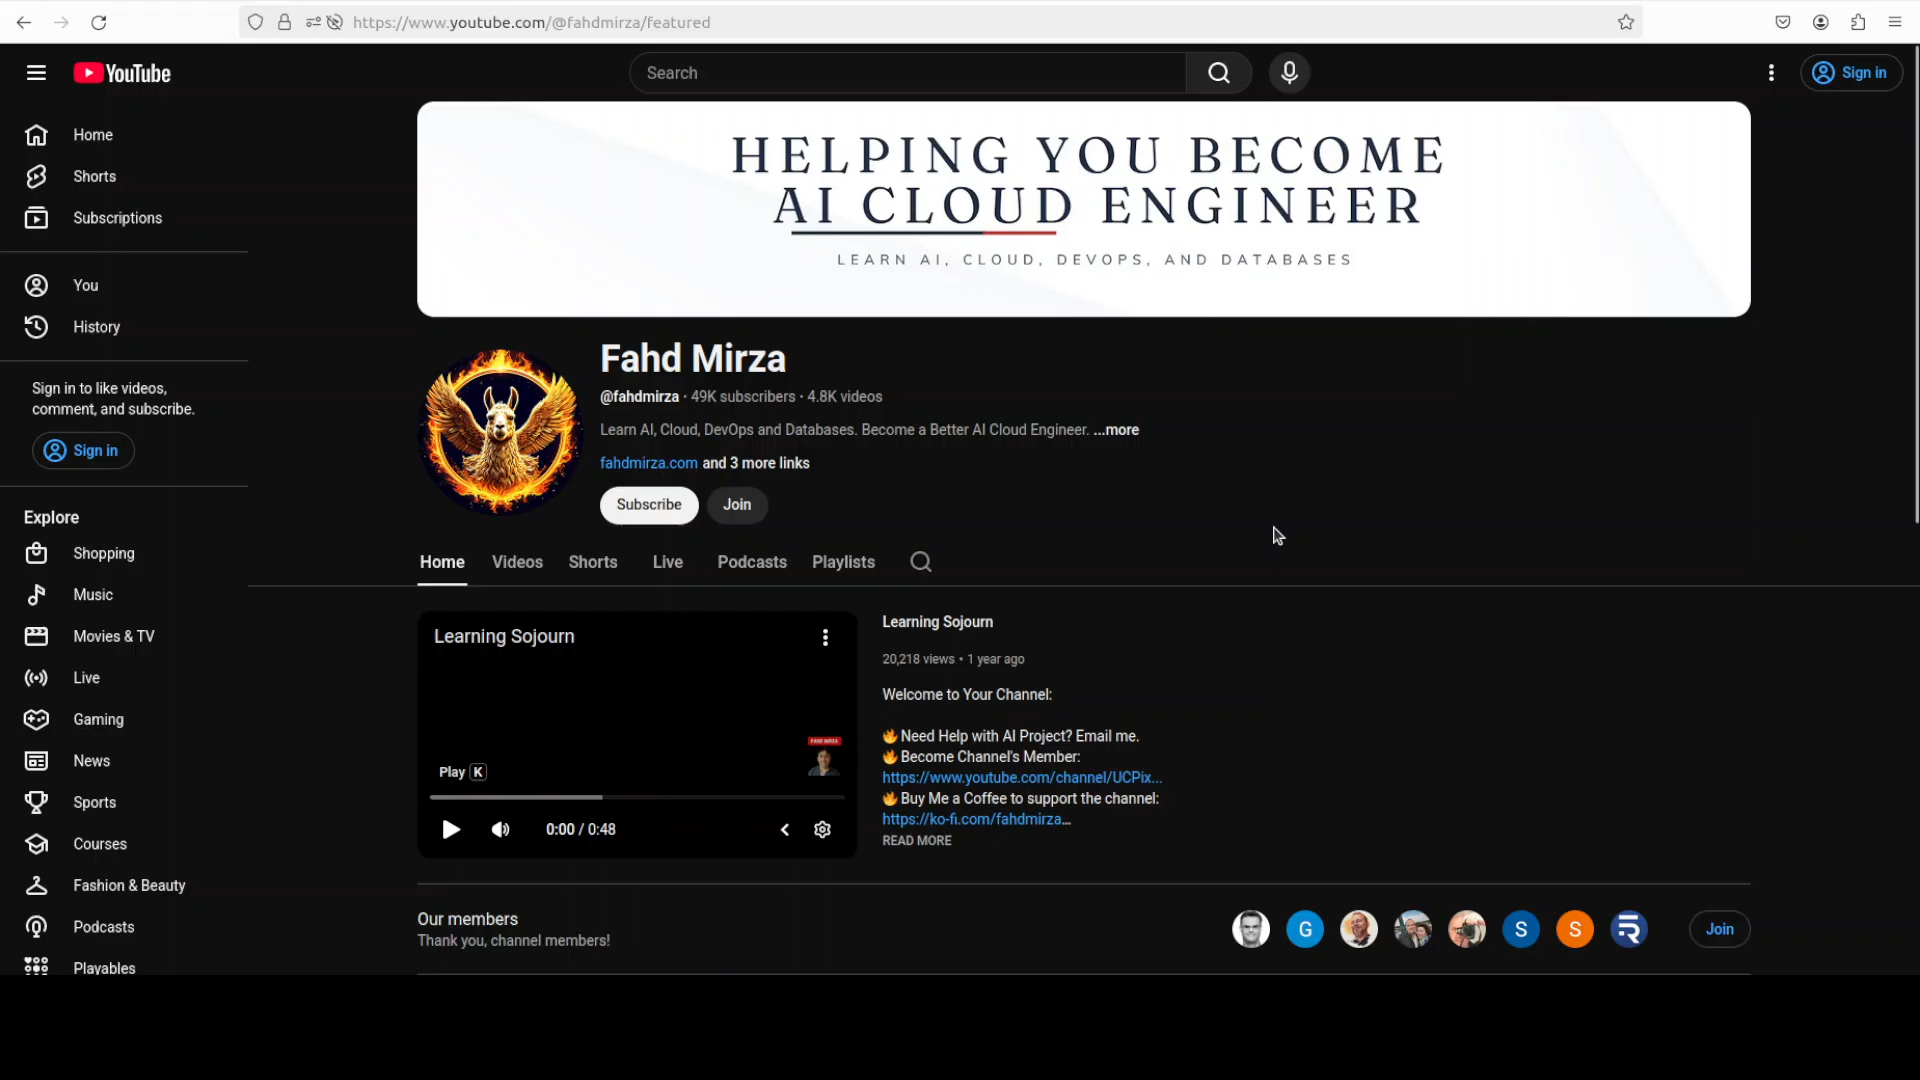 https://www.youtube.com/@fahdmirza/featured
YouTube
Search
Sign in
Home
Shorts
Subscriptions
You
History
Sign in to like videos,
comment, and subscribe.
Sign in
Explore
Shopping
Music
Movies & TV
Live
Gaming
News
Sports
Courses
Fashion & Beauty
Podcasts
Playables
HELPING YOU BECOME
AI CLOUD ENGINEER
LEARN AI, CLOUD, DEVOPS, AND DATABASES
Fahd Mirza
@fahdmirza · 49K subscribers · 4.8K videos
Learn AI, Cloud, DevOps and Databases. Become a Better AI Cloud Engineer. ...more
fahdmirza.com and 3 more links
Subscribe Join
Home Videos Shorts Live Podcasts Playlists
Learning Sojourn
FAHD MIRZA
Play K
0:00 / 0:48
Learning Sojourn
20,218 views • 1 year ago
Welcome to Your Channel:
🔥Need Help with AI Project? Email me.
🔥Become Channel's Member:
https://www.youtube.com/channel/UCPix...
🔥Buy Me a Coffee to support the channel:
https://ko-fi.com/fahdmirza...
READ MORE
Our members
Thank you, channel members!
G S S
Join